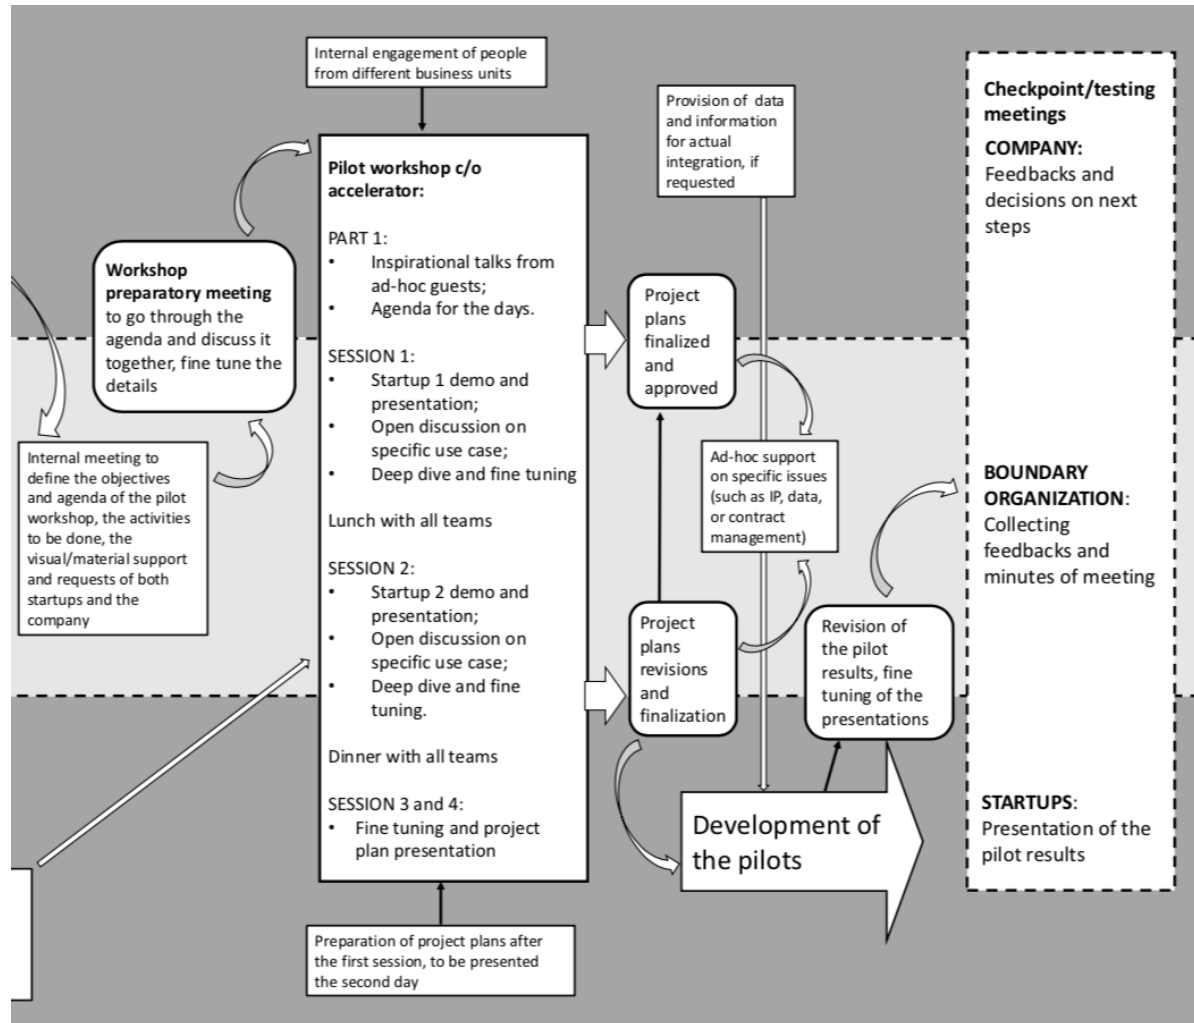 Internal engagement of people
from different business units
Provision of data
and information
for actual
integration, if
requested
Checkpoint/testing
meetings
COMPANY:
Feedbacks and
decisions on next
steps
Pilot workshop c/o
accelerator:
PART 1:
• Inspirational talks from
ad-hoc guests;
• Agenda for the days.
SESSION 1:
• Startup 1 demo and
presentation;
• Open discussion on
specific use case;
• Deep dive and fine tuning
Lunch with all teams
SESSION 2:
• Startup 2 demo and
presentation;
• Open discussion on
specific use case;
• Deep dive and fine
tuning.
Dinner with all teams
SESSION 3 and 4:
• Fine tuning and project
plan presentation
Workshop
preparatory meeting
to go through the
agenda and discuss it
together, fine tune the
details
Internal meeting to
define the objectives
and agenda of the pilot
workshop, the activities
to be done, the
visual/material support
and requests of both
startups and the
company
Project
plans
finalized
and
approved
Ad-hoc support
on specific issues
(such as IP, data,
or contract
management)
BOUNDARY
ORGANIZATION:
Collecting
feedbacks and
minutes of meeting
Project
plans
revisions
and
finalization
Revision of
the pilot
results, fine
tuning of the
presentations
Development of
the pilots
STARTUPS:
Presentation of the
pilot results
Preparation of project plans after
the first session, to be presented
the second day